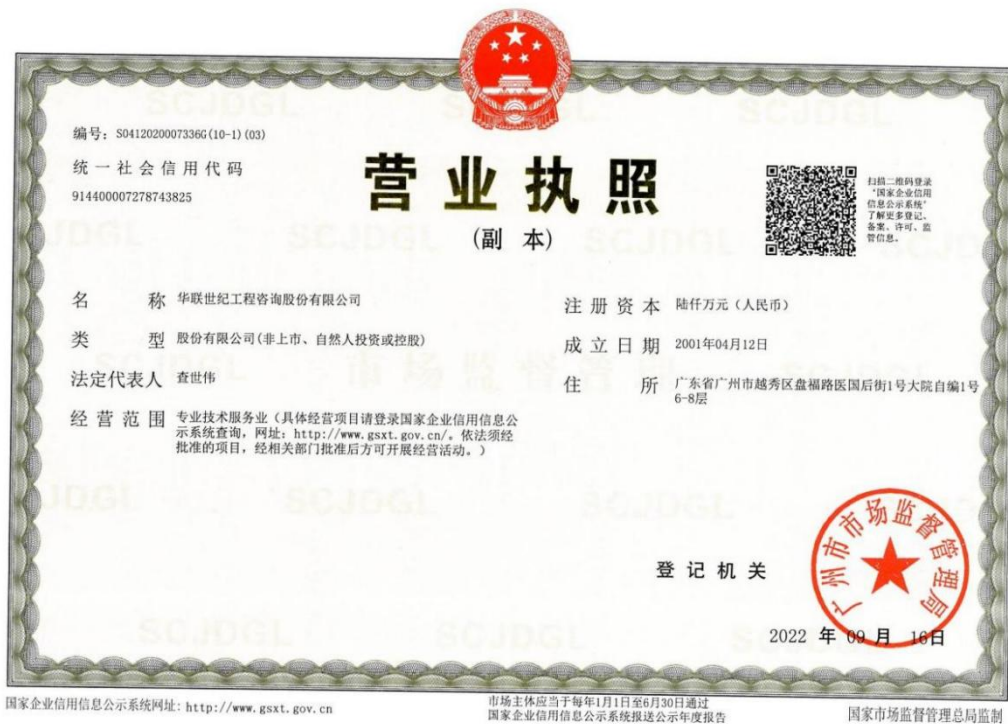 编号：S0412020007336G(10-1)(03)
统一社会信用代码
914400007278743825
营业执照
(副 本)
扫描二维码登录
‘国家企业信用
信息公示系统’
了解更多登记、
备案、许可、监
管信息。
名 称 华联世纪工程咨询股份有限公司
类 型 股份有限公司(非上市、自然人投资或控股)
法定代表人 查世伟
经营范围 专业技术服务业（具体经营项目请登录国家企业信用信息公
示系统查询，网址：http://www.gsxt.gov.cn/。依法须经
批准的项目，经相关部门批准后方可开展经营活动。）
注册资本 陆仟万元（人民币）
成立日期 2001年04月12日
住 所 广东省广州市越秀区盘福路医国后街1号大院自编1号
6-8层
SCJDGL
市场监督管理
登记机关
广州市市场监督管理局
2022 年 09 月 16日
国家企业信用信息公示系统网址：http://www.gsxt.gov.cn
市场主体应当于每年1月1日至6月30日通过
国家企业信用信息公示系统报送公示年度报告
国家市场监督管理总局监制